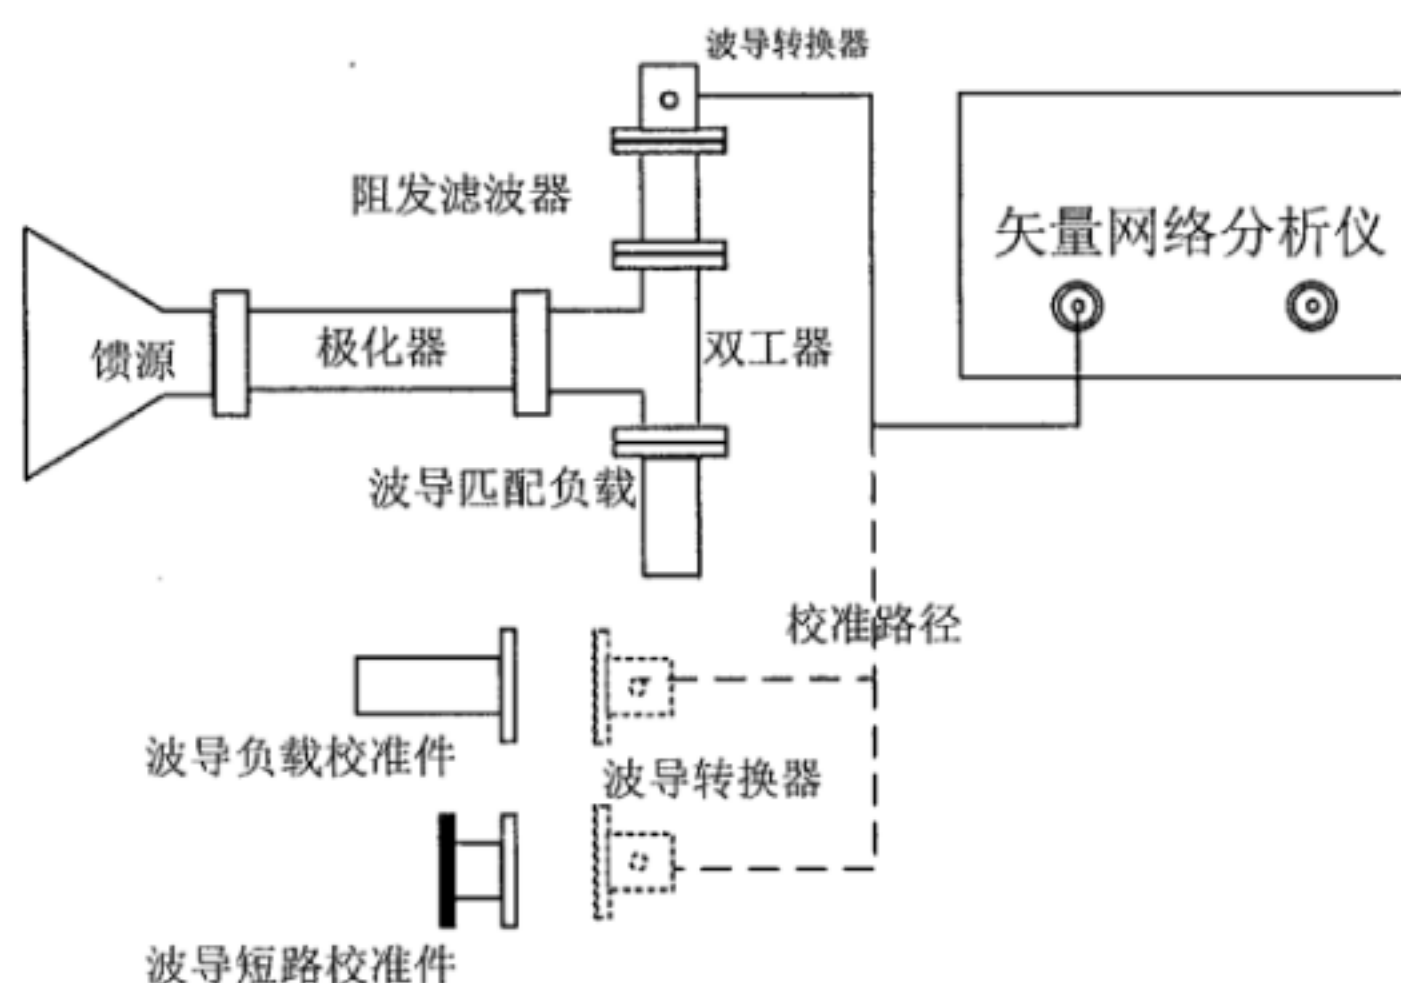 波导转换器
阻发滤波器
矢量网络分析仪
馈源
极化器
双工器
波导匹配负载
校准路径
波导负载校准件
波导转换器
波导短路校准件